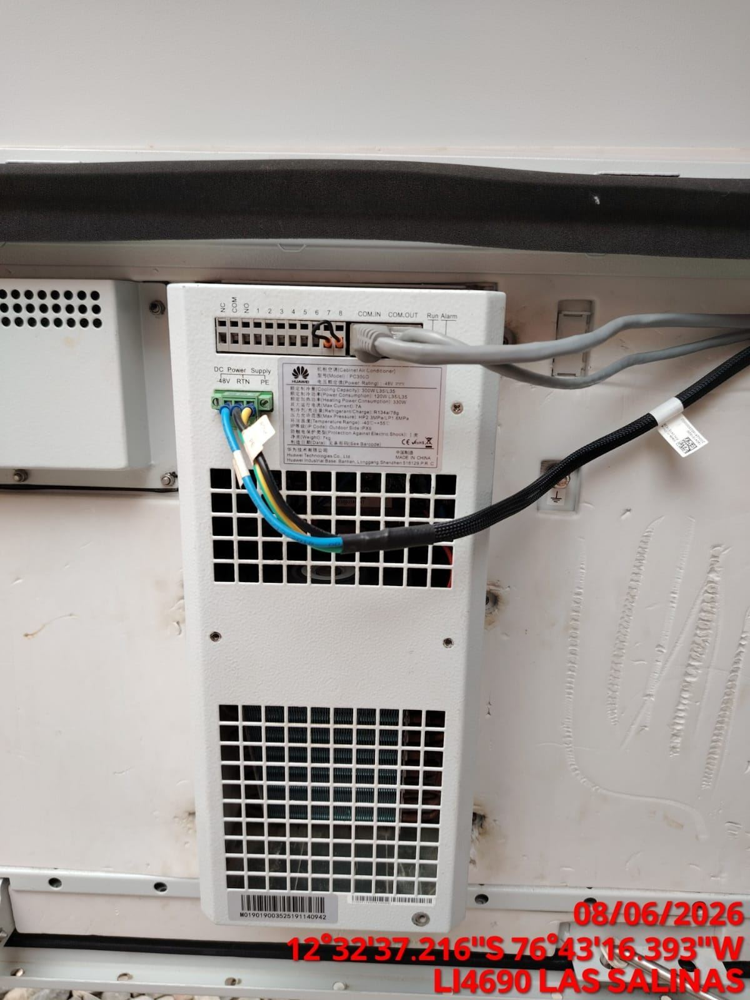 NC COM NO 1 2 3 4 5 6 7 8 COM.IN COM.OUT Run Alarm
DC Power Supply
-48V RTN PE
HUAWEI
机柜空调(Cabinet Air Conditioner)
型号(Model): PC300D
电压额定值(Power Rating): -48V
额定制冷量(Cooling Capacity): 300W L35/L35
额定制冷功率(Power Consumption): 120W L35/L35
额定加热功率(Heating Power Consumption): 330W
最大运行电流(Max Current): 7A
制冷剂/充注量(Refrigerant/Charge): R134a/78g
压力允许范围(Max Pressure): HP2.3MPa/LP1.6MPa
环境温度(Temperature Range): -40℃~+55℃
IP等级(IP Code): Outdoor Side IPX5
防触电保护类型(Protection Against Electric Shock): I 类
净重(Weight): 7kg
制造日期(Date): 见条形码(See Barcode)
CE RoHS
华为技术有限公司 中国制造
Huawei Technologies Co., Ltd. MADE IN CHINA
Huawei Industrial Base, Bantian, Longgang, Shenzhen 518129, P.R.C
PE
M019019003525191140942
08/06/2026
12°32'37.216"S 76°43'16.393"W
LI4690 LAS SALINAS